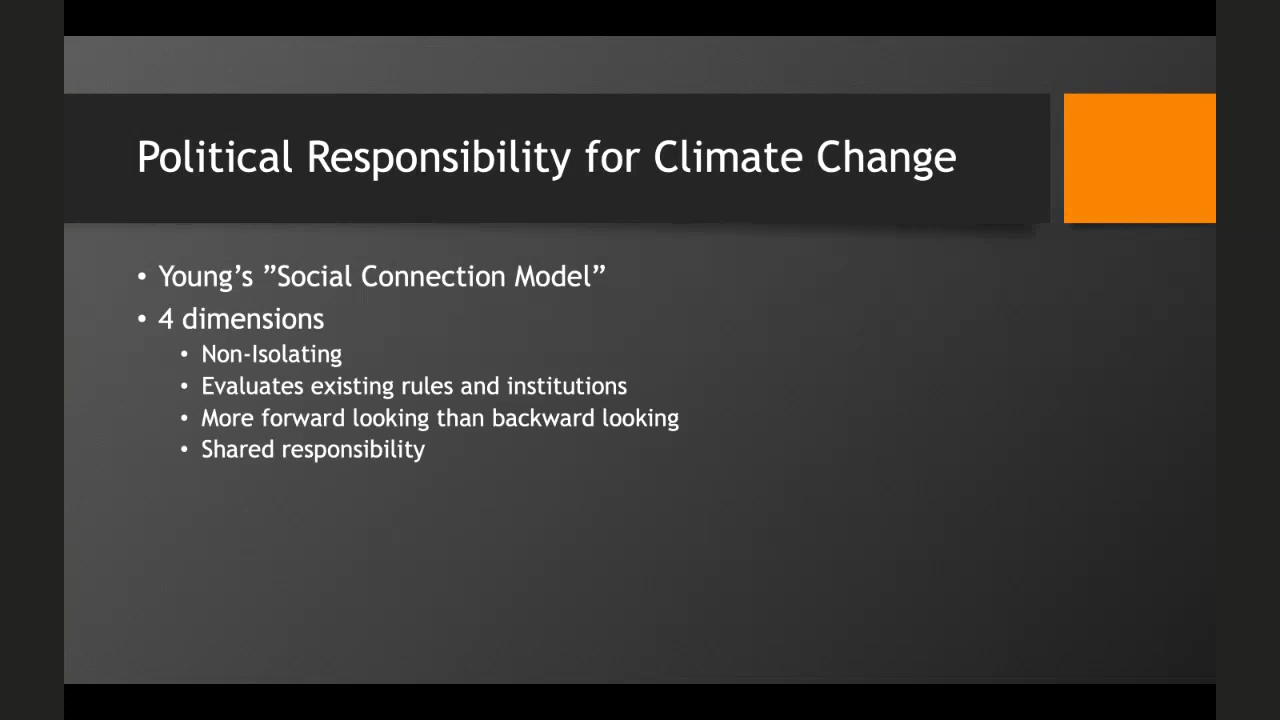 Political Responsibility for Climate Change
• Young’s ”Social Connection Model”
• 4 dimensions
• Non-Isolating
• Evaluates existing rules and institutions
• More forward looking than backward looking
• Shared responsibility